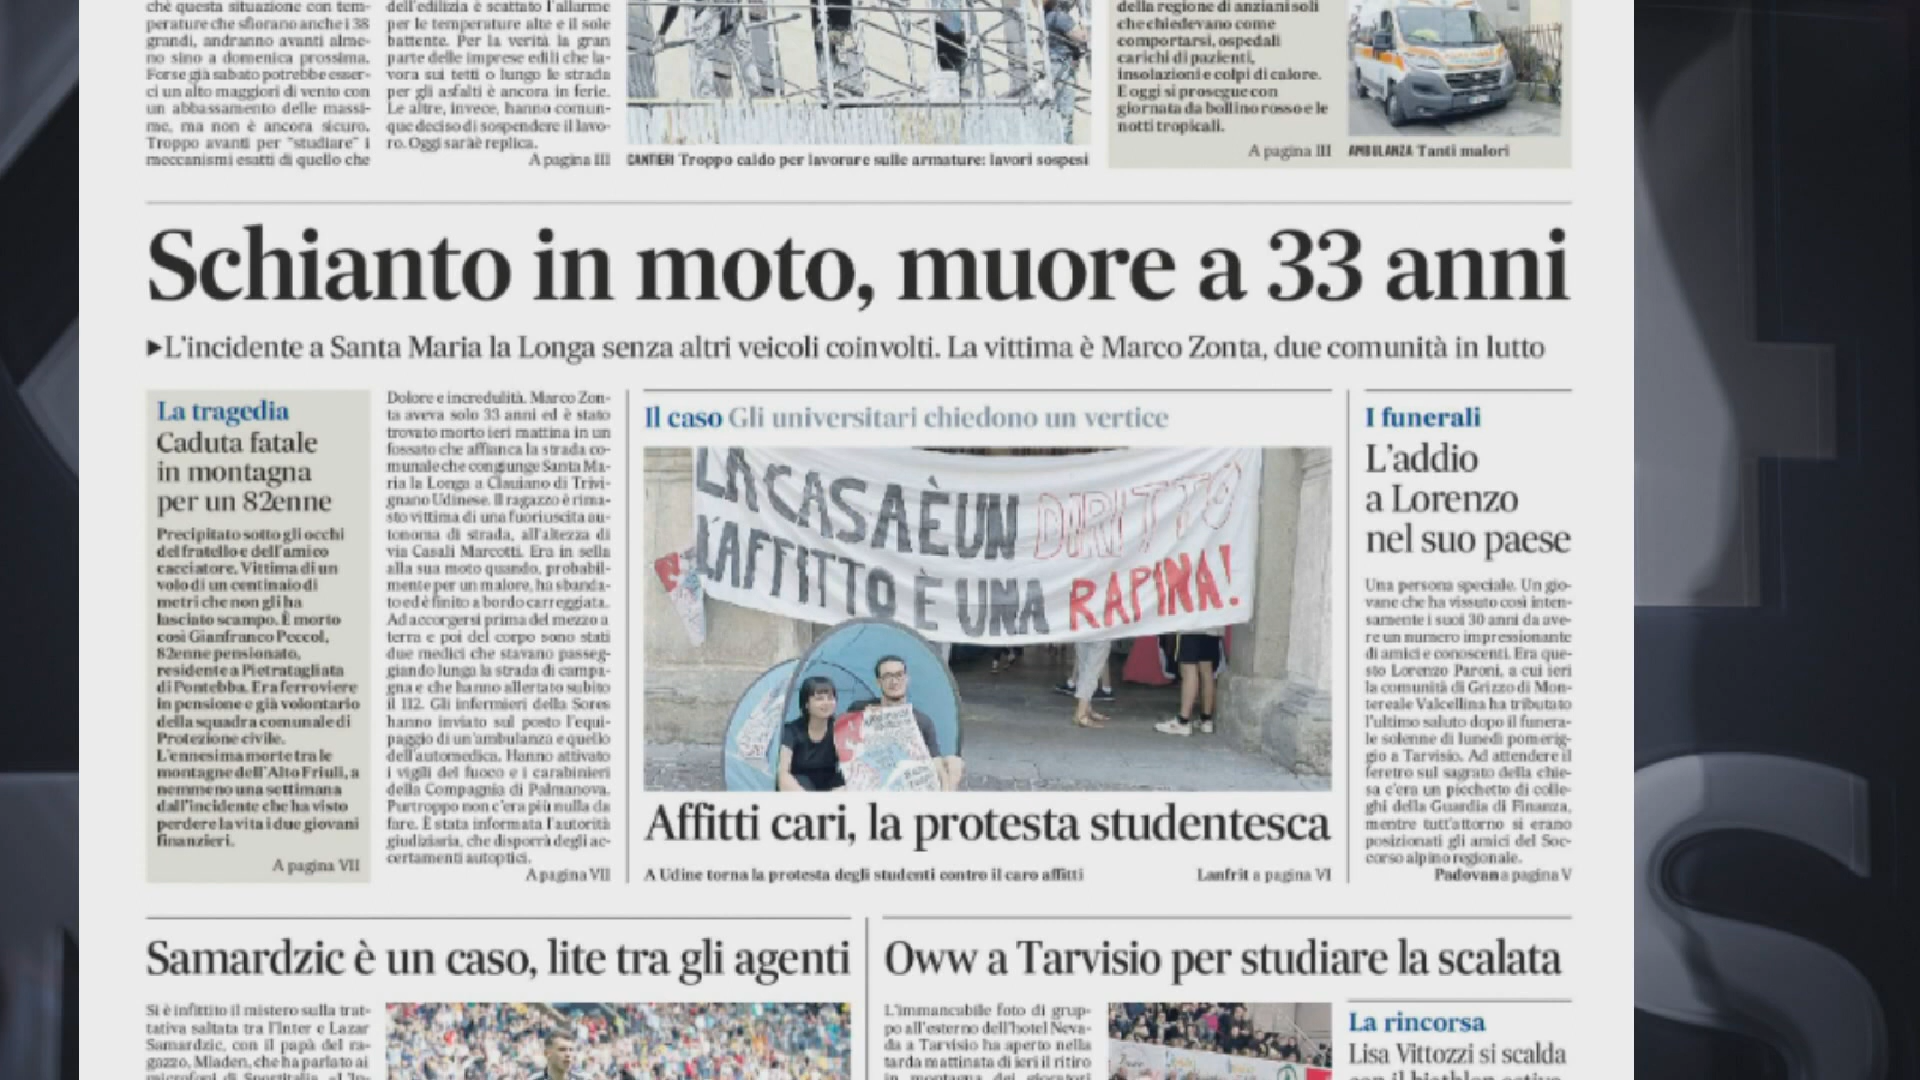 chè questa situazione con tem-
perature che sfiorano anche i 38
grandi, andranno avanti alme-
no sino a domenica prossima.
Forse già sabato potrebbe esser-
ci un alto maggiori di vento con
un abbassamento delle massi-
me, ma non è ancora sicuro.
Troppo avanti per "studiare" i
meccanismi esatti di quello che
dell'edilizia è scattato l'allarme
per le temperature alte e il sole
battente. Per la verità la gran
parte delle imprese edili che la-
vora sui tetti o lungo le strada
per gli asfalti è ancora in ferie.
Le altre, invece, hanno comun-
que deciso di sospendere il lavo-
ro. Oggi sarà è replica.
A pagina III
CANTIERI Troppo caldo per lavorare sulle armature: lavori sospesi
della regione di anziani soli
che chiedevano come
comportarsi, ospedali
carichi di pazienti,
insolazioni e colpi di calore.
E oggi si prosegue con
giornata da bollino rosso e le
notti tropicali.
A pagina III
AMBULANZA Tanti malori
Schianto in moto, muore a 33 anni
▶L'incidente a Santa Maria la Longa senza altri veicoli coinvolti. La vittima è Marco Zonta, due comunità in lutto
La tragedia
Caduta fatale
in montagna
per un 82enne
Precipitato sotto gli occhi
del fratello e dell'amico
cacciatore. Vittima di un
volo di un centinaio di
metri che non gli ha
lasciato scampo. È morto
così Gianfranco Peccol,
82enne pensionato,
residente a Pietratagliata
di Pontebba. Era ferroviere
in pensione e già volontario
della squadra comunale di
Protezione civile.
L'ennesima morte tra le
montagne dell'Alto Friuli, a
nemmeno una settimana
dall'incidente che ha visto
perdere la vita i due giovani
finanzieri.
A pagina VII
Dolore e incredulità. Marco Zon-
ta aveva solo 33 anni ed è stato
trovato morto ieri mattina in un
fossato che affianca la strada co-
munale che congiunge Santa Ma-
ria la Longa a Clauiano di Trivi-
gnano Udinese. Il ragazzo è rima-
sto vittima di una fuoriuscita au-
tonoma di strada, all'altezza di
via Casali Marcotti. Era in sella
alla sua moto quando, probabil-
mente per un malore, ha sbanda-
to ed è finito a bordo carreggiata.
Ad accorgersi prima del mezzo a
terra e poi del corpo sono stati
due medici che stavano passeg-
giando lungo la strada di campa-
gna e che hanno allertato subito
il 112. Gli infermieri della Sores
hanno inviato sul posto l'equi-
paggio di un'ambulanza e quello
dell'automedica. Hanno attivato
i vigili del fuoco e i carabinieri
della Compagnia di Palmanova.
Purtroppo non c'era più nulla da
fare. È stata informata l'autorità
giudiziaria, che disporrà degli ac-
certamenti autoptici.
A pagina VII
Il caso Gli universitari chiedono un vertice
LA CASA È UN DIRITTO
L'AFFITTO È UNA RAPINA!
Affitti cari, la protesta studentesca
A Udine torna la protesta degli studenti contro il caro affitti
Lanfrit a pagina VI
I funerali
L'addio
a Lorenzo
nel suo paese
Una persona speciale. Un gio-
vane che ha vissuto così inten-
samente i suoi 30 anni da ave-
re un numero impressionante
di amici e conoscenti. Era que-
sto Lorenzo Paroni, a cui ieri
la comunità di Grizzo di Mon-
tereale Valcellina ha tributato
l'ultimo saluto dopo il funera-
le solenne di lunedì pomerig-
gio a Tarvisio. Ad attendere il
feretro sul sagrato della chie-
sa c'era un picchetto di colle-
ghi della Guardia di Finanza,
mentre tutt'attorno si erano
posizionati gli amici del Soc-
corso alpino regionale.
Padovan a pagina V
Samardzic è un caso, lite tra gli agenti
Si è infittito il mistero sulla trat-
tativa saltata tra l'Inter e Lazar
Samardzic, con il papà del ra-
gazzo, Mladen, che ha parlato ai
microfoni di Sportitalia.
Oww a Tarvisio per studiare la scalata
L'immancabile foto di grup-
po all'esterno dell'hotel Neva-
da a Tarvisio ha aperto nella
tarda mattinata di ieri il ritiro
in montagna dei giocatori
La rincorsa
Lisa Vittozzi si scalda
con il biathlon estivo